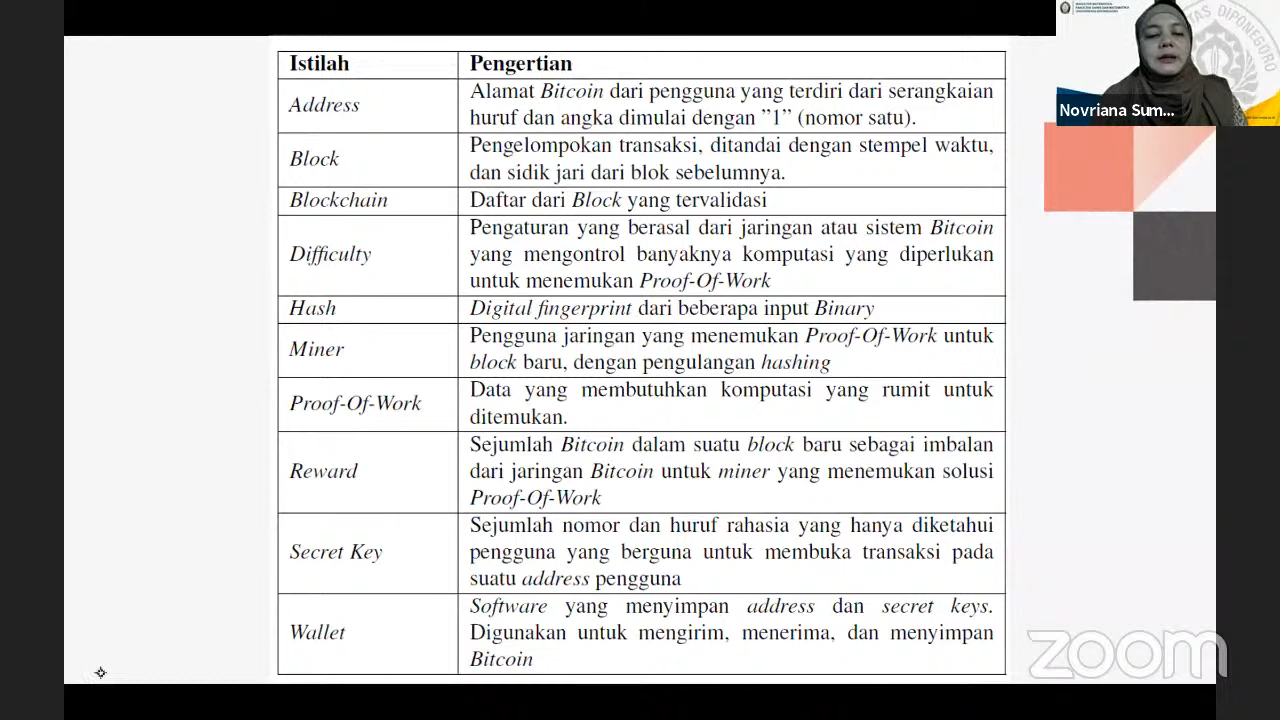 Istilah Pengertian
Address
Alamat Bitcoin dari pengguna yang terdiri dari serangkaian
huruf dan angka dimulai dengan ”1” (nomor satu).
Block
Pengelompokan transaksi, ditandai dengan stempel waktu,
dan sidik jari dari blok sebelumnya.
Blockchain
Daftar dari Block yang tervalidasi
Difficulty
Pengaturan yang berasal dari jaringan atau sistem Bitcoin
yang mengontrol banyaknya komputasi yang diperlukan
untuk menemukan Proof-Of-Work
Hash
Digital fingerprint dari beberapa input Binary
Miner
Pengguna jaringan yang menemukan Proof-Of-Work untuk
block baru, dengan pengulangan hashing
Proof-Of-Work
Data yang membutuhkan komputasi yang rumit untuk
ditemukan.
Reward
Sejumlah Bitcoin dalam suatu block baru sebagai imbalan
dari jaringan Bitcoin untuk miner yang menemukan solusi
Proof-Of-Work
Secret Key
Sejumlah nomor dan huruf rahasia yang hanya diketahui
pengguna yang berguna untuk membuka transaksi pada
suatu address pengguna
Wallet
Software yang menyimpan address dan secret keys.
Digunakan untuk mengirim, menerima, dan menyimpan
Bitcoin
Novriana Sum...
DIPONEGORO
zoom